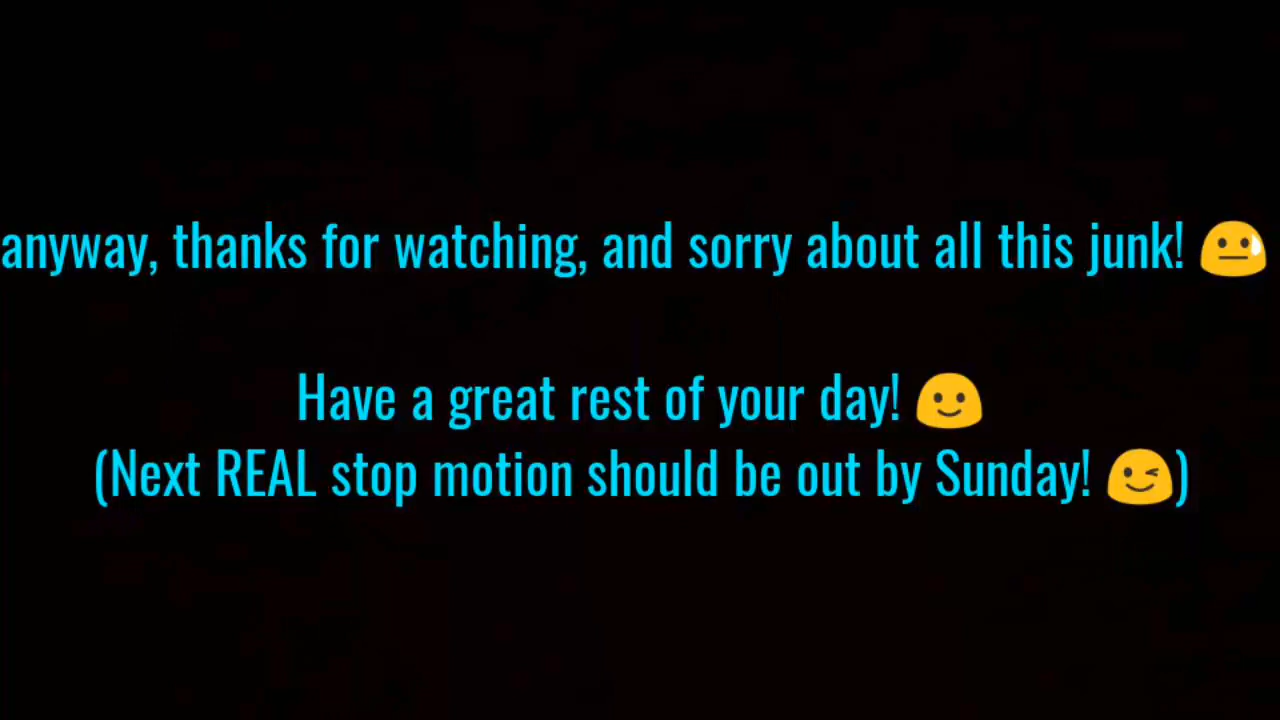 anyway, thanks for watching, and sorry about all this junk! 😓
Have a great rest of your day! 🙂
(Next REAL stop motion should be out by Sunday! 😉)